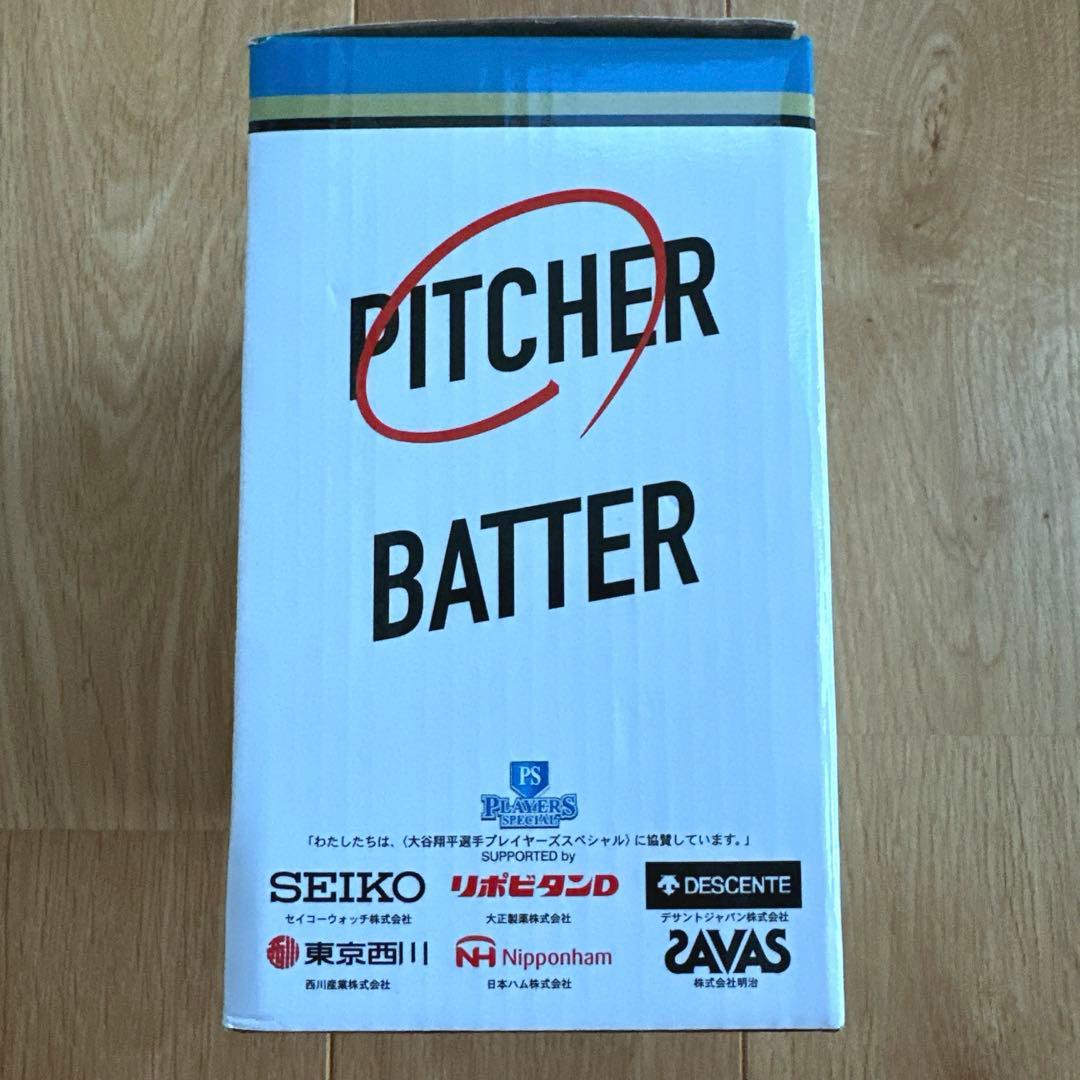 PITCHER
BATTER
PS
PLAYERS
SPECIAL
「わたしたちは、〈大谷翔平選手プレイヤーズスペシャル〉に協賛しています。」
SUPPORTED by
SEIKO リポビタンD DESCENTE
セイコーウォッチ株式会社 大正製薬株式会社 デサントジャパン株式会社
西川 東京西川 NH Nipponham SAVAS
西川産業株式会社 日本ハム株式会社 株式会社明治